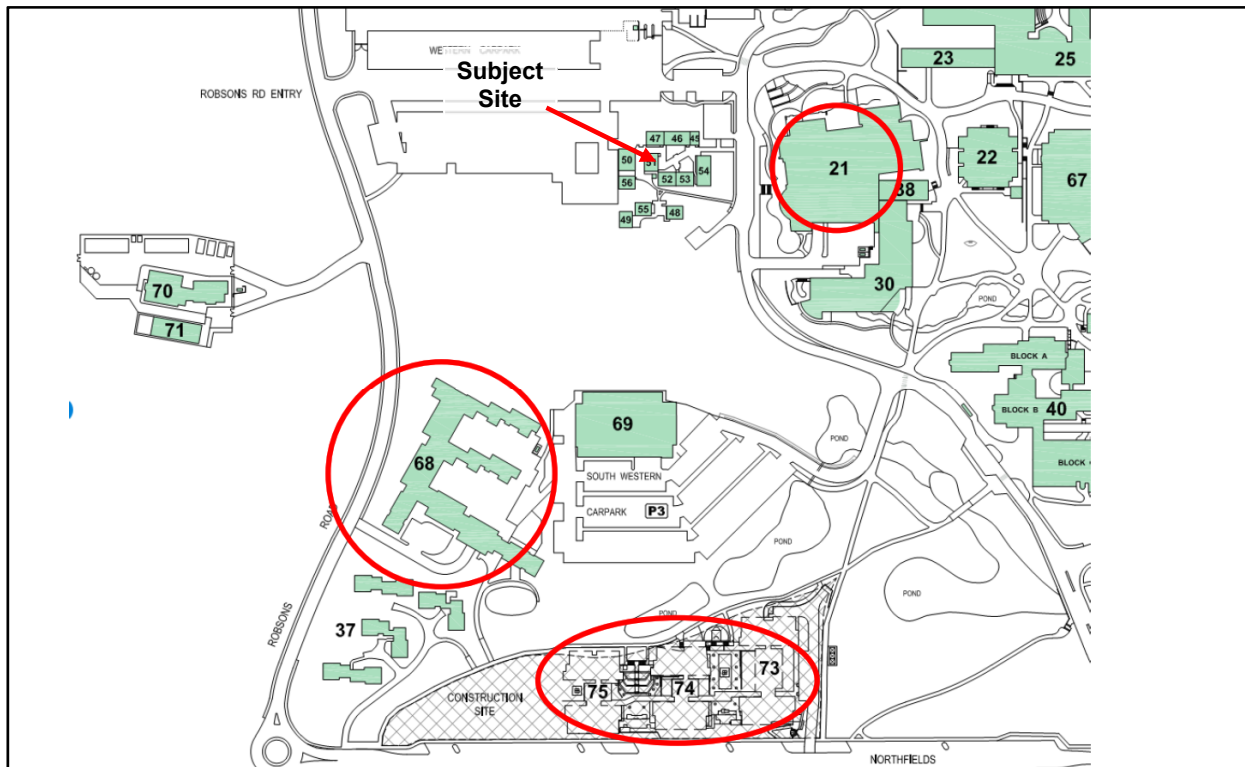 23
25
WESTERN CARPARK
Subject
Site
ROBSONS RD ENTRY
47
46
45
50
51
54
52
53
56
55
49
48
21
22
38
67
30
POND
70
71
BLOCK A
BLOCK B
40
BLOCK
69
POND
68
SOUTH WESTERN
CARPARK
P3
ROAD
POND
POND
POND
37
ROBSONS
73
75
74
CONSTRUCTION
SITE
NORTHFIELDS